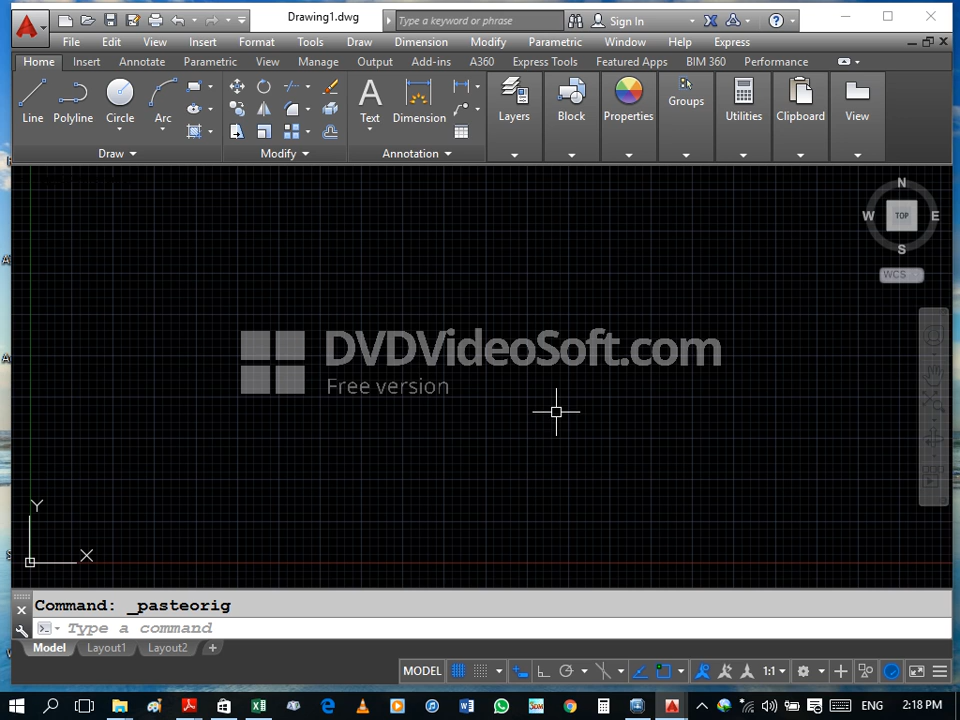 Drawing1.dwg
Type a keyword or phrase
Sign In
File Edit View Insert Format Tools Draw Dimension Modify Parametric Window Help Express
Home Insert Annotate Parametric View Manage Output Add-ins A360 Express Tools Featured Apps BIM 360 Performance
Line Polyline Circle Arc Text Dimension Layers Block Properties Groups Utilities Clipboard View
Draw Modify Annotation
N
W TOP E
S
WCS
DVDVideoSoft.com
Free version
Y
X
Command: _pasteorig
Type a command
Model Layout1 Layout2 +
MODEL 1:1
ENG 2:18 PM